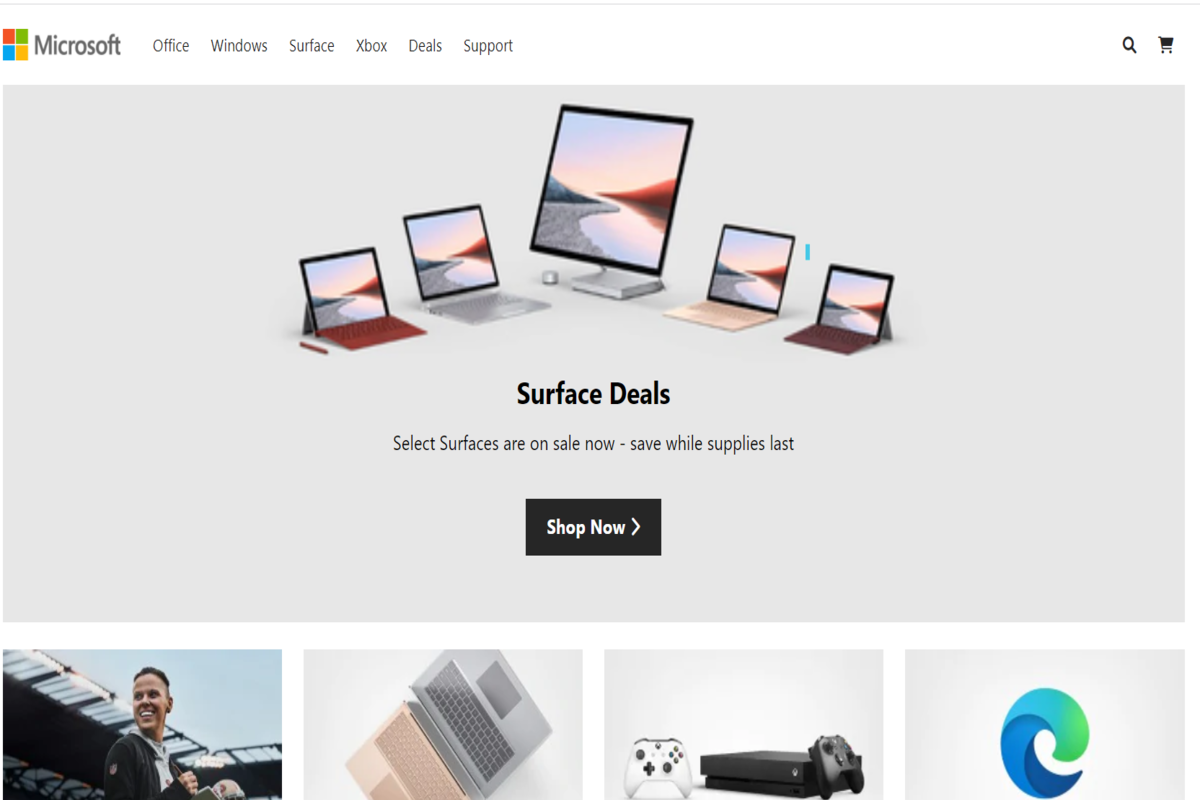 Microsoft Office Windows Surface Xbox Deals Support
Surface Deals
Select Surfaces are on sale now - save while supplies last
Shop Now